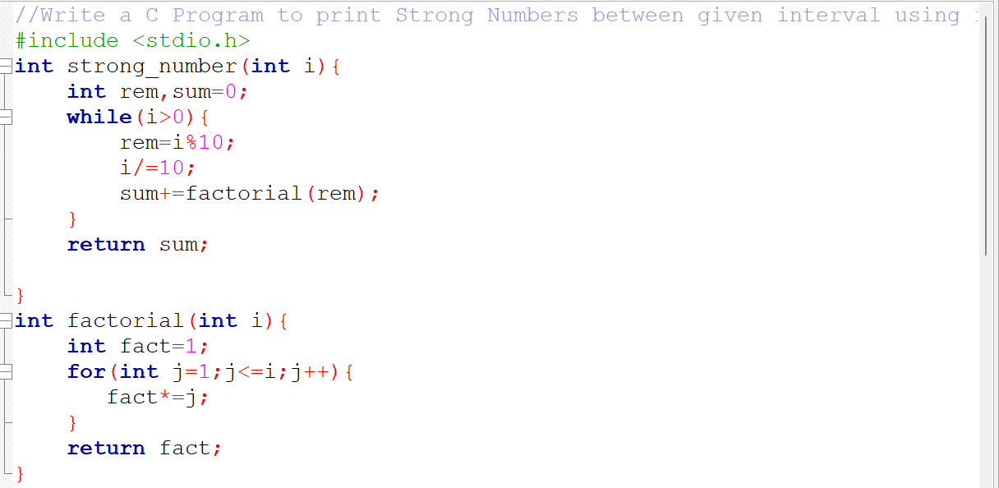 //Write a C Program to print Strong Numbers between given interval using
#include <stdio.h>
int strong_number(int i){
    int rem,sum=0;
    while(i>0){
        rem=i%10;
        i/=10;
        sum+=factorial(rem);
    }
    return sum;

}
int factorial(int i){
    int fact=1;
    for(int j=1;j<=i;j++){
       fact*=j;
    }
    return fact;
}